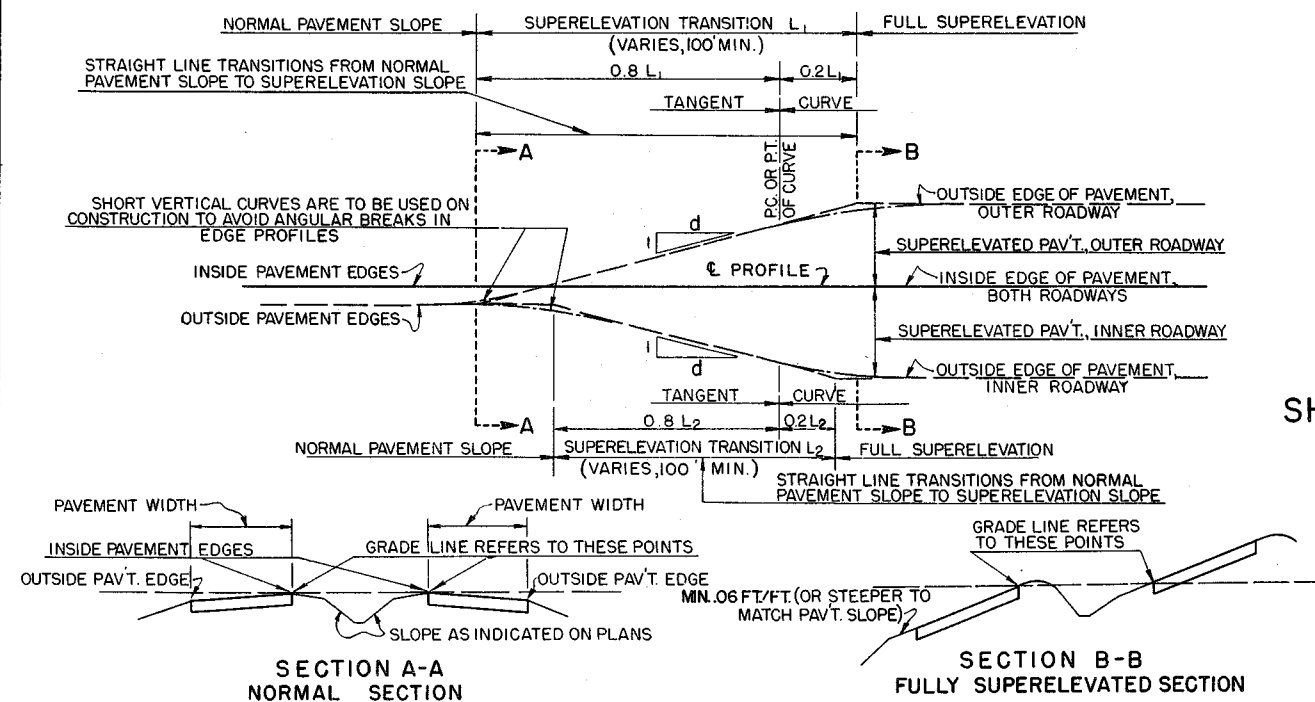 NORMAL PAVEMENT SLOPE
SUPERELEVATION TRANSITION L1
(VARIES,100'MIN.)
FULL SUPERELEVATION
STRAIGHT LINE TRANSITIONS FROM NORMAL
PAVEMENT SLOPE TO SUPERELEVATION SLOPE
0.8 L1
0.2L1
TANGENT
CURVE
A
P.C. OR P.T.
OF CURVE
B
SHORT VERTICAL CURVES ARE TO BE USED ON
CONSTRUCTION TO AVOID ANGULAR BREAKS IN
EDGE PROFILES
OUTSIDE EDGE OF PAVEMENT,
OUTER ROADWAY
d
1
SUPERELEVATED PAV'T., OUTER ROADWAY
INSIDE PAVEMENT EDGES
℄ PROFILE
INSIDE EDGE OF PAVEMENT,
BOTH ROADWAYS
OUTSIDE PAVEMENT EDGES
SUPERELEVATED PAV'T., INNER ROADWAY
1
d
OUTSIDE EDGE OF PAVEMENT,
INNER ROADWAY
TANGENT
CURVE
SH
A
0.8 L2
0.2L2
B
NORMAL PAVEMENT SLOPE
SUPERELEVATION TRANSITION L2
(VARIES,100' MIN.)
FULL SUPERELEVATION
STRAIGHT LINE TRANSITIONS FROM NORMAL
PAVEMENT SLOPE TO SUPERELEVATION SLOPE
PAVEMENT WIDTH
PAVEMENT WIDTH
INSIDE PAVEMENT EDGES
GRADE LINE REFERS TO THESE POINTS
OUTSIDE PAV'T. EDGE
OUTSIDE PAV'T. EDGE
SLOPE AS INDICATED ON PLANS
SECTION A-A
NORMAL SECTION
GRADE LINE REFERS
TO THESE POINTS
MIN. .06 FT/FT. (OR STEEPER TO
MATCH PAV'T. SLOPE)
SECTION B-B
FULLY SUPERELEVATED SECTION